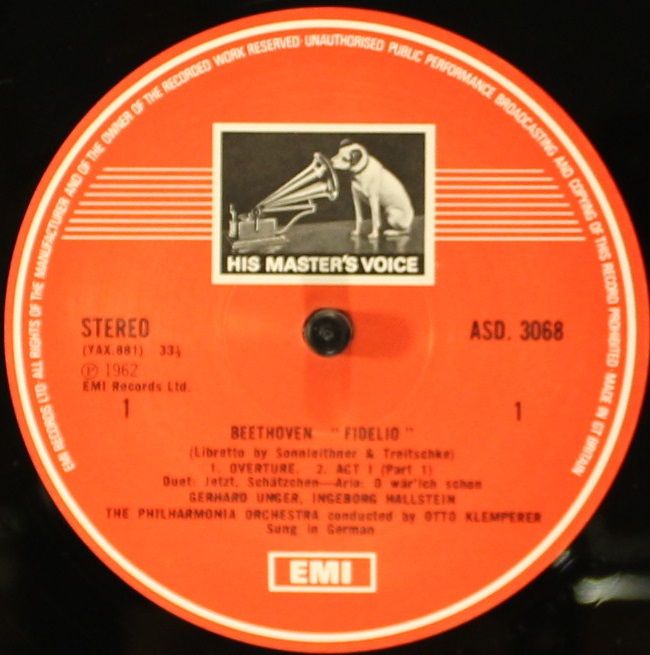 EMI RECORDS LTD ALL RIGHTS OF THE MANUFACTURER AND OF THE OWNER OF THE RECORDED WORK RESERVED · UNAUTHORISED PUBLIC PERFORMANCE BROADCASTING AND COPYING OF THIS RECORD PROHIBITED MADE IN GT BRITAIN
HIS MASTER'S VOICE
STEREO ASD. 3068
(YAX.881) 33⅓
℗ 1962
EMI Records Ltd.
1 1
BEETHOVEN "FIDELIO"
(Libretto by Sonnleithner & Treitschke)
1. OVERTURE. 2. ACT I (Part 1)
Duet: Jetzt, Schätzchen—Aria: O wär'ich schon
GERHARD UNGER, INGEBORG HALLSTEIN
THE PHILHARMONIA ORCHESTRA conducted by OTTO KLEMPERER
Sung in German
EMI